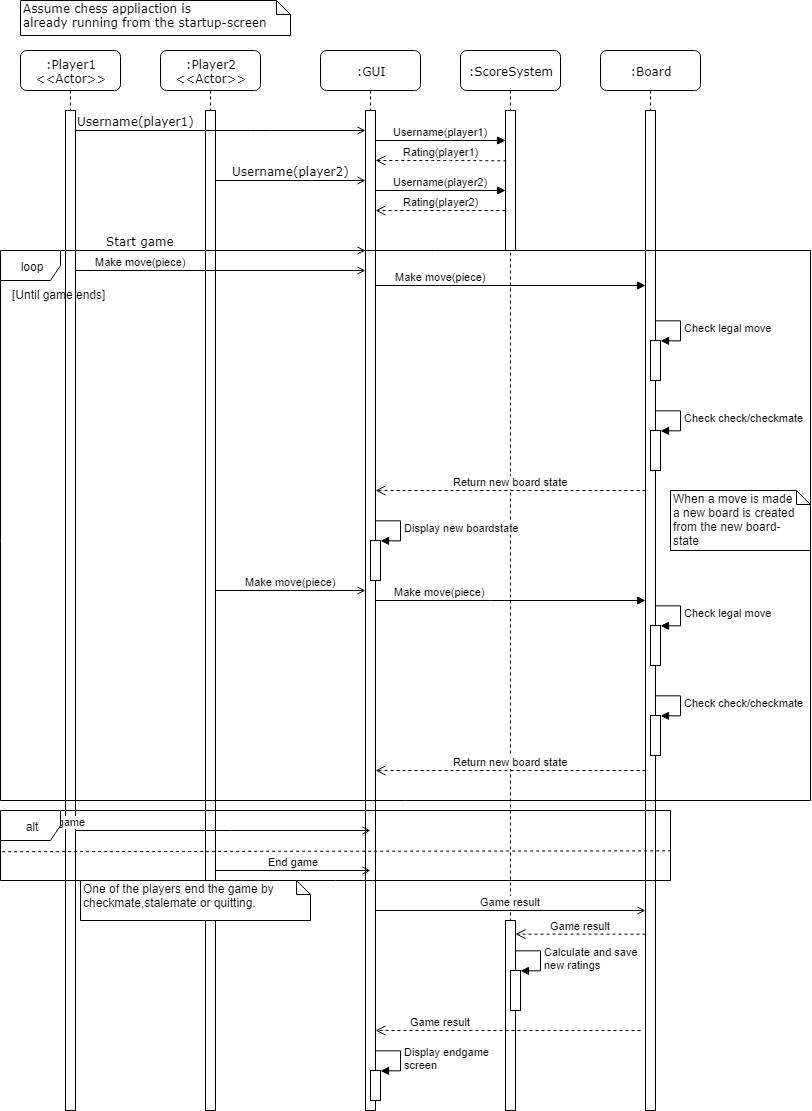 Assume chess appliaction is
already running from the startup-screen
:Player1
<<Actor>>
:Player2
<<Actor>>
:GUI
:ScoreSystem
:Board
Username(player1)
Username(player1)
Rating(player1)
Username(player2)
Username(player2)
Rating(player2)
Start game
loop
Make move(piece)
Make move(piece)
[Until game ends]
Check legal move
Check check/checkmate
Return new board state
When a move is made
a new board is created
from the new board-
state
Display new boardstate
Make move(piece)
Make move(piece)
Check legal move
Check check/checkmate
Return new board state
alt
game
End game
One of the players end the game by
checkmate,stalemate or quitting.
Game result
Game result
Calculate and save
new ratings
Game result
Display endgame
screen